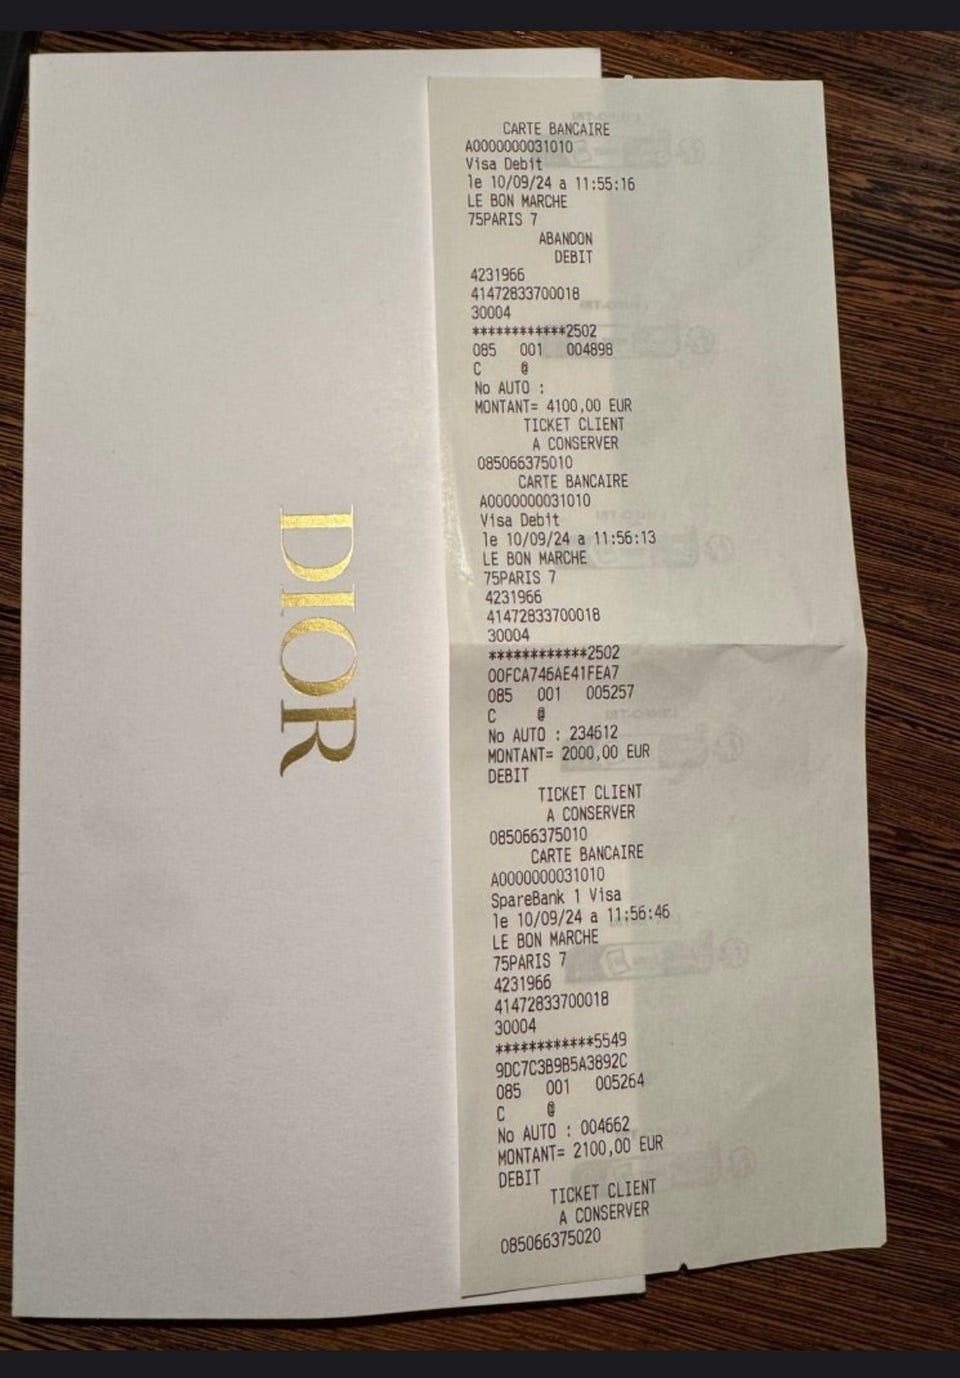 DIOR
CARTE BANCAIRE
A0000000031010
Visa Debit
le 10/09/24 a 11:55:16
LE BON MARCHE
75PARIS 7
ABANDON
DEBIT
4231966
41472833700018
30004
************2502
085 001 004898
C @
No AUTO :
MONTANT= 4100,00 EUR
TICKET CLIENT
A CONSERVER
085066375010
CARTE BANCAIRE
A0000000031010
Visa Debit
le 10/09/24 a 11:56:13
LE BON MARCHE
75PARIS 7
4231966
41472833700018
30004
************2502
00FCA746AE41FEA7
085 001 005257
C @
No AUTO : 234612
MONTANT= 2000,00 EUR
DEBIT
TICKET CLIENT
A CONSERVER
085066375010
CARTE BANCAIRE
A0000000031010
SpareBank 1 Visa
le 10/09/24 a 11:56:46
LE BON MARCHE
75PARIS 7
4231966
41472833700018
30004
************5549
9DC7C3B9B5A3892C
085 001 005264
C @
No AUTO : 004662
MONTANT= 2100,00 EUR
DEBIT
TICKET CLIENT
A CONSERVER
085066375020